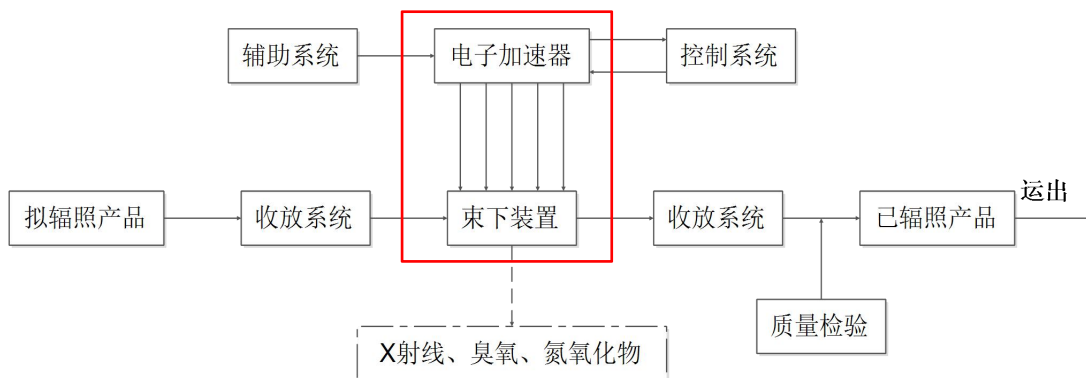 辅助系统
电子加速器
控制系统
拟辐照产品
收放系统
束下装置
收放系统
已辐照产品
运出
质量检验
X射线、臭氧、氮氧化物